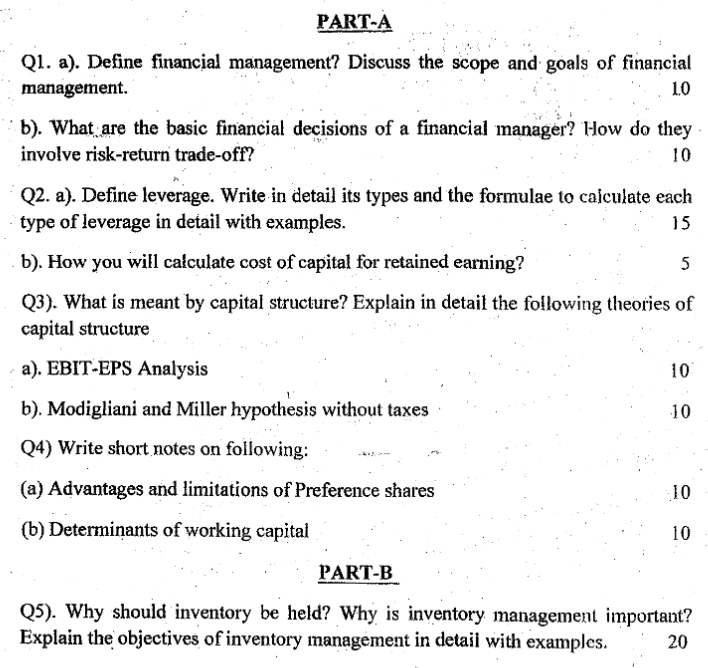 PART-A
Q1. a). Define financial management? Discuss the scope and goals of financial
management. 10
b). What are the basic financial decisions of a financial manager? How do they
involve risk-return trade-off? 10
Q2. a). Define leverage. Write in detail its types and the formulae to calculate each
type of leverage in detail with examples. 15
b). How you will calculate cost of capital for retained earning? 5
Q3). What is meant by capital structure? Explain in detail the following theories of
capital structure
a). EBIT-EPS Analysis 10
b). Modigliani and Miller hypothesis without taxes 10
Q4) Write short notes on following:
(a) Advantages and limitations of Preference shares 10
(b) Determinants of working capital 10
PART-B
Q5). Why should inventory be held? Why is inventory management important?
Explain the objectives of inventory management in detail with examples. 20